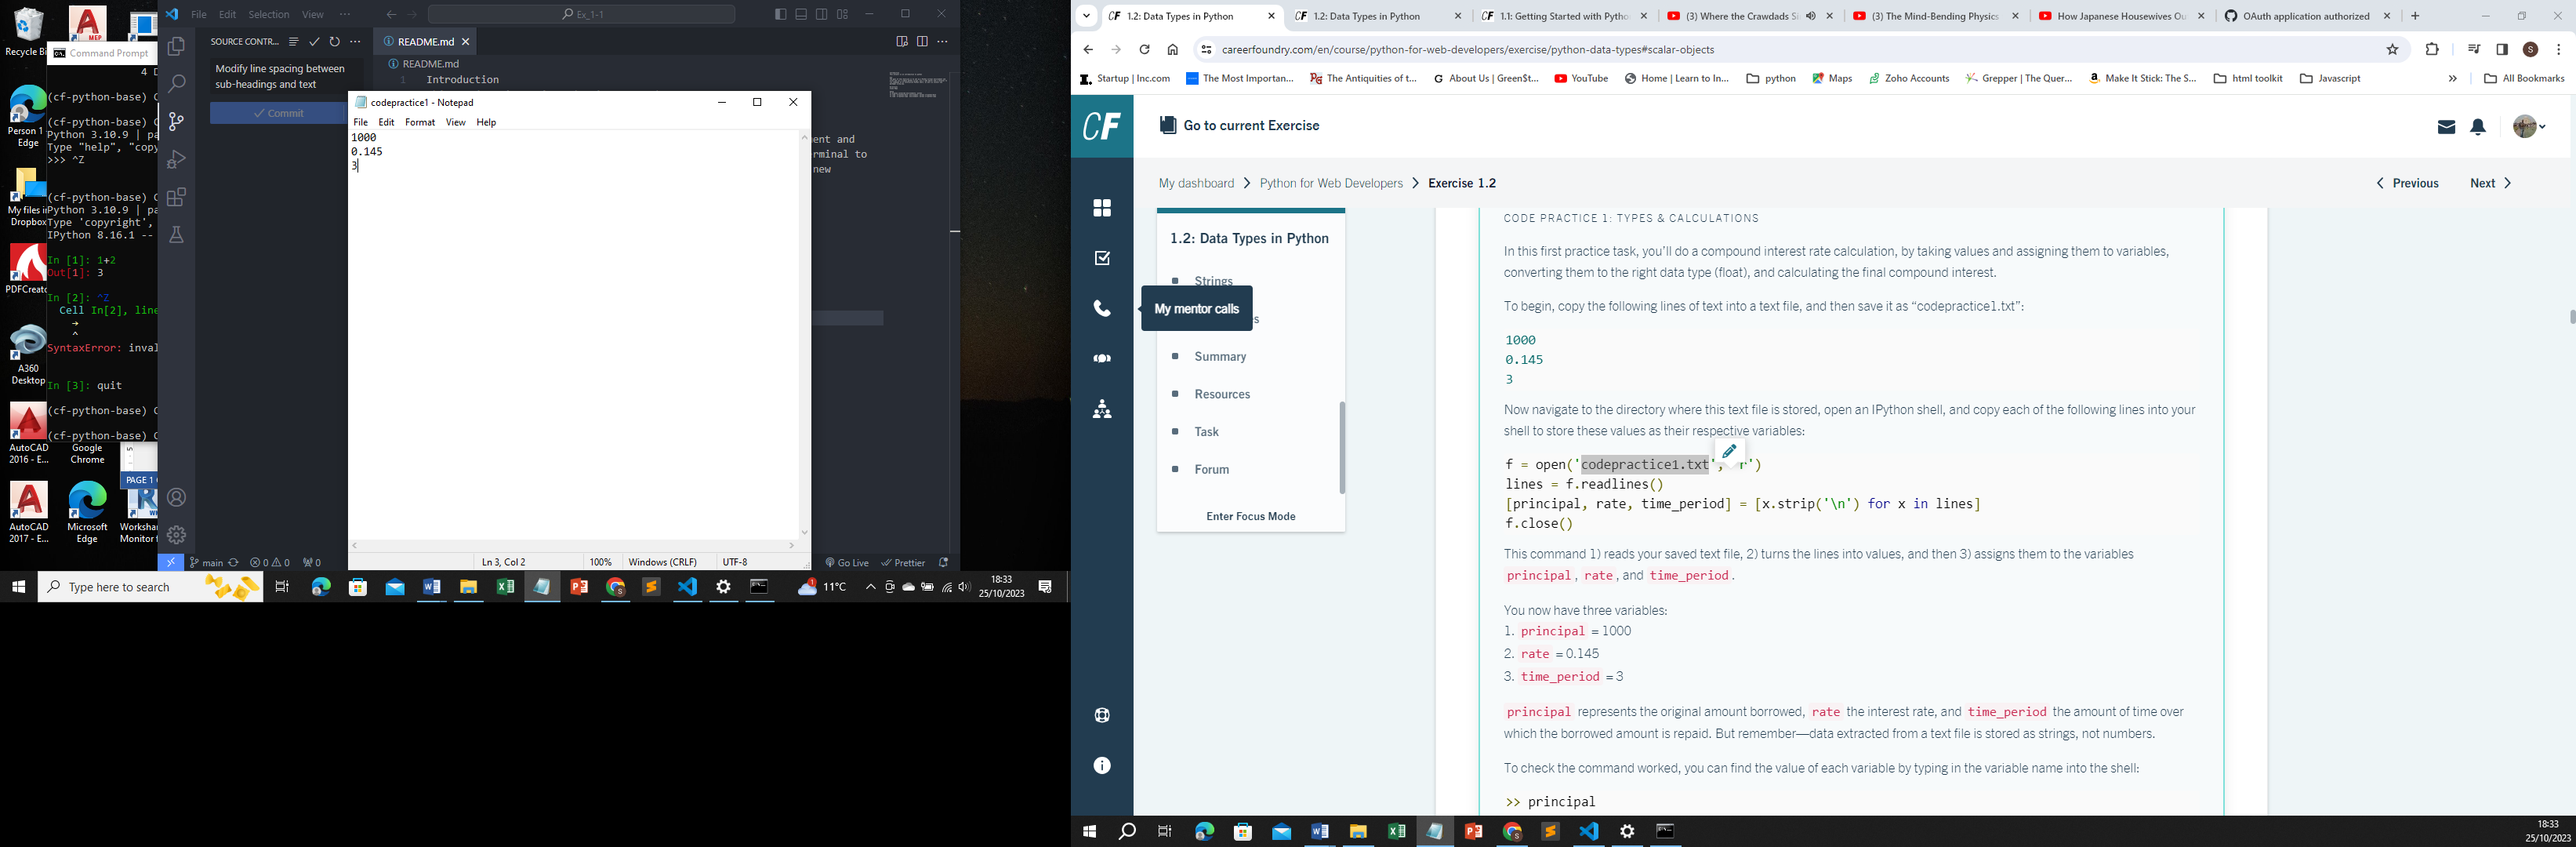 Recycle Bi
Person 1
Edge
My files i
Dropbox
PDFCreato
A360
Desktop
AutoCAD
2016 - E...
Google
Chrome
PAGE 1
AutoCAD
2017 - E...
Microsoft
Edge
Worksha
Monitor
Command Prompt
(cf-python-base) C
(cf-python-base) C
Python 3.10.9 | pa
Type "help", "copy
>>> ^Z
(cf-python-base) C
Python 3.10.9 | pa
Type 'copyright',
IPython 8.16.1 --
In [1]: 1+2
Out[1]: 3
In [2]: ^Z
Cell In[2], line
^
SyntaxError: inval
In [3]: quit
(cf-python-base) C
(cf-python-base) C
File Edit Selection View ...
Ex_1-1
SOURCE CONTR...
Modify line spacing between
sub-headings and text
Commit
README.md
README.md
1 Introduction
ent and
rminal to
new
main 0 0 0
Go Live Prettier
codepractice1 - Notepad
File Edit Format View Help
1000
0.145
3
Ln 3, Col 2 100% Windows (CRLF) UTF-8
Type here to search
11°C
18:33
25/10/2023
1.2: Data Types in Python
1.2: Data Types in Python
1.1: Getting Started with Pytho
(3) Where the Crawdads Si
(3) The Mind-Bending Physics
How Japanese Housewives Ou
OAuth application authorized
careerfoundry.com/en/course/python-for-web-developers/exercise/python-data-types#scalar-objects
Startup | Inc.com
The Most Importan...
The Antiquities of t...
About Us | Green$t...
YouTube
Home | Learn to In...
python
Maps
Zoho Accounts
Grepper | The Quer...
Make It Stick: The S...
html toolkit
Javascript
All Bookmarks
CF
Go to current Exercise
My dashboard > Python for Web Developers > Exercise 1.2
Previous Next
1.2: Data Types in Python
Strings
My mentor calls
s
Summary
Resources
Task
Forum
Enter Focus Mode
CODE PRACTICE 1: TYPES & CALCULATIONS
In this first practice task, you’ll do a compound interest rate calculation, by taking values and assigning them to variables,
converting them to the right data type (float), and calculating the final compound interest.
To begin, copy the following lines of text into a text file, and then save it as “codepractice1.txt”:
1000
0.145
3
Now navigate to the directory where this text file is stored, open an IPython shell, and copy each of the following lines into your
shell to store these values as their respective variables:
f = open('codepractice1.txt', 'r')
lines = f.readlines()
[principal, rate, time_period] = [x.strip('\n') for x in lines]
f.close()
This command 1) reads your saved text file, 2) turns the lines into values, and then 3) assigns them to the variables
principal, rate, and time_period.
You now have three variables:
1. principal = 1000
2. rate = 0.145
3. time_period = 3
principal represents the original amount borrowed, rate the interest rate, and time_period the amount of time over
which the borrowed amount is repaid. But remember—data extracted from a text file is stored as strings, not numbers.
To check the command worked, you can find the value of each variable by typing in the variable name into the shell:
>> principal
18:33
25/10/2023